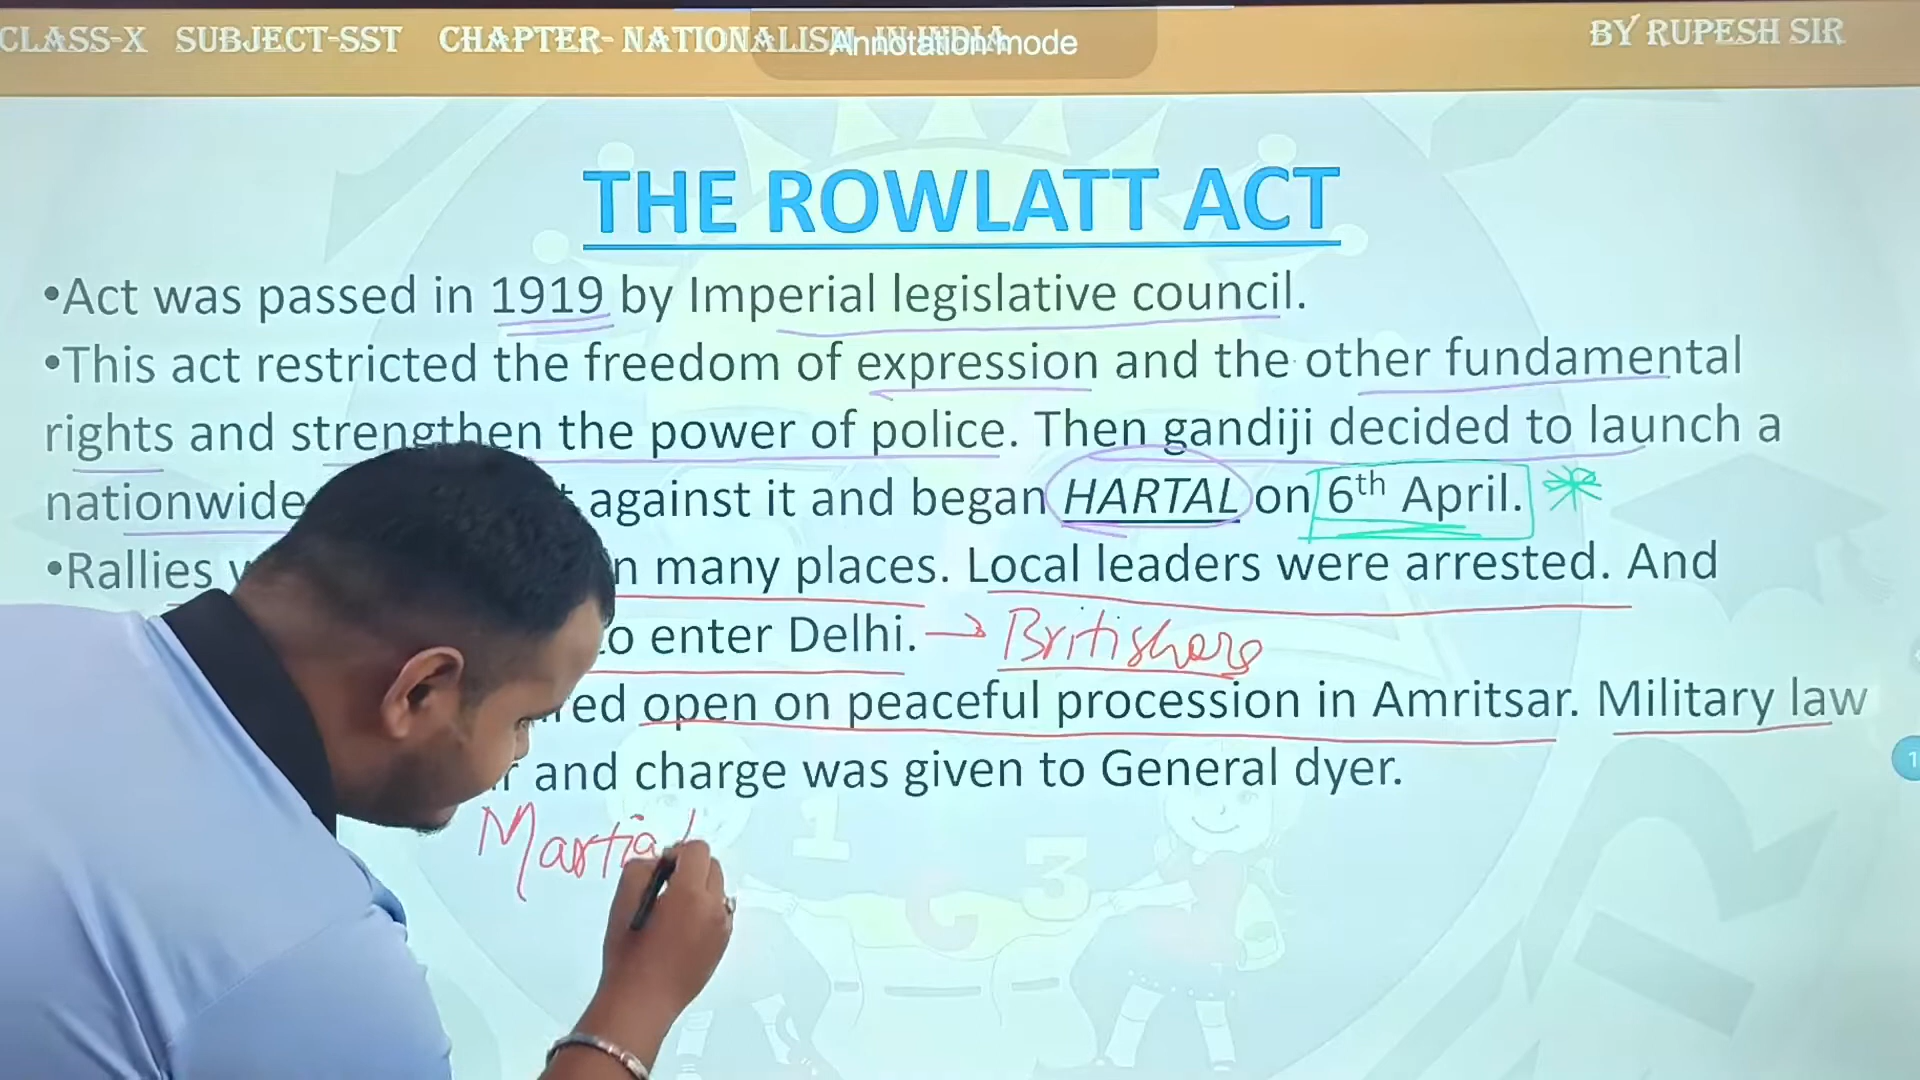 CLASS-X SUBJECT-SST CHAPTER- NATIONALISM IN INDIA BY RUPESH SIR
Annotation mode
THE ROWLATT ACT
•Act was passed in 1919 by Imperial legislative council.
•This act restricted the freedom of expression and the other fundamental
rights and strengthen the power of police. Then gandiji decided to launch a
nationwide against it and began HARTAL on 6th April.
•Rallies many places. Local leaders were arrested. And
enter Delhi. → Britishers
open on peaceful procession in Amritsar. Military law
and charge was given to General dyer.
Martial